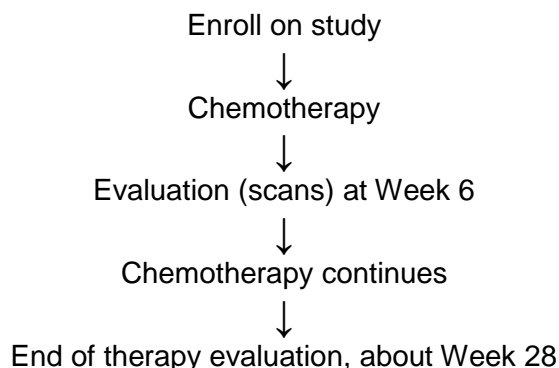 Enroll on study
↓
Chemotherapy
↓
Evaluation (scans) at Week 6
↓
Chemotherapy continues
↓
End of therapy evaluation, about Week 28